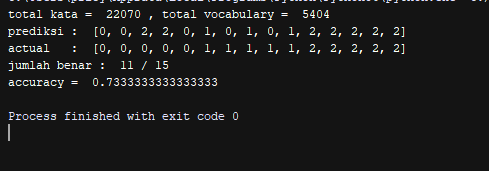 total kata =  22070 , total vocabulary =  5404
prediksi :  [0, 0, 2, 2, 0, 1, 0, 1, 0, 1, 2, 2, 2, 2, 2]
actual   :  [0, 0, 0, 0, 0, 1, 1, 1, 1, 1, 2, 2, 2, 2, 2]
jumlah benar :  11 / 15
accuracy =  0.7333333333333333
Process finished with exit code 0